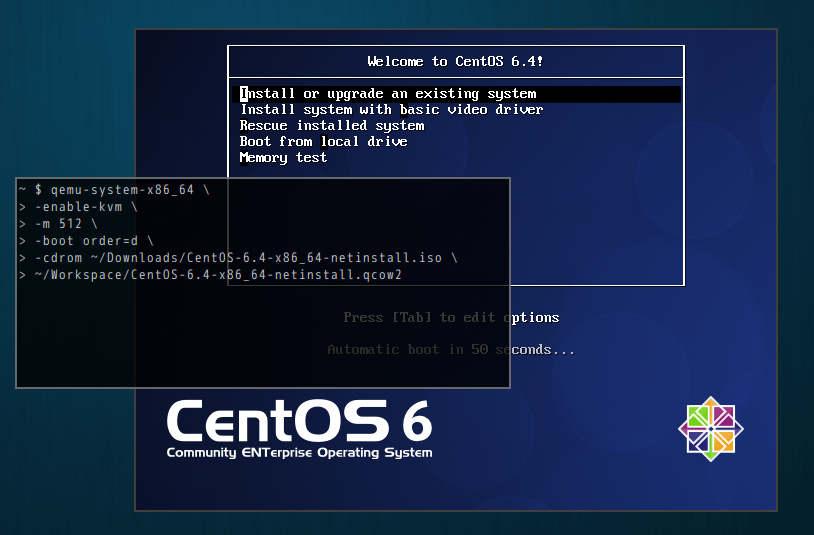 Welcome to CentOS 6.4!
Install or upgrade an existing system
Install system with basic video driver
Rescue installed system
Boot from local drive
Memory test
~ $ qemu-system-x86_64 \
> -enable-kvm \
> -m 512 \
> -boot order=d \
> -cdrom ~/Downloads/CentOS-6.4-x86_64-netinstall.iso \
> ~/Workspace/CentOS-6.4-x86_64-netinstall.qcow2
Press [Tab] to edit options
Automatic boot in 50 seconds...
CentOS 6
Community ENTerprise Operating System